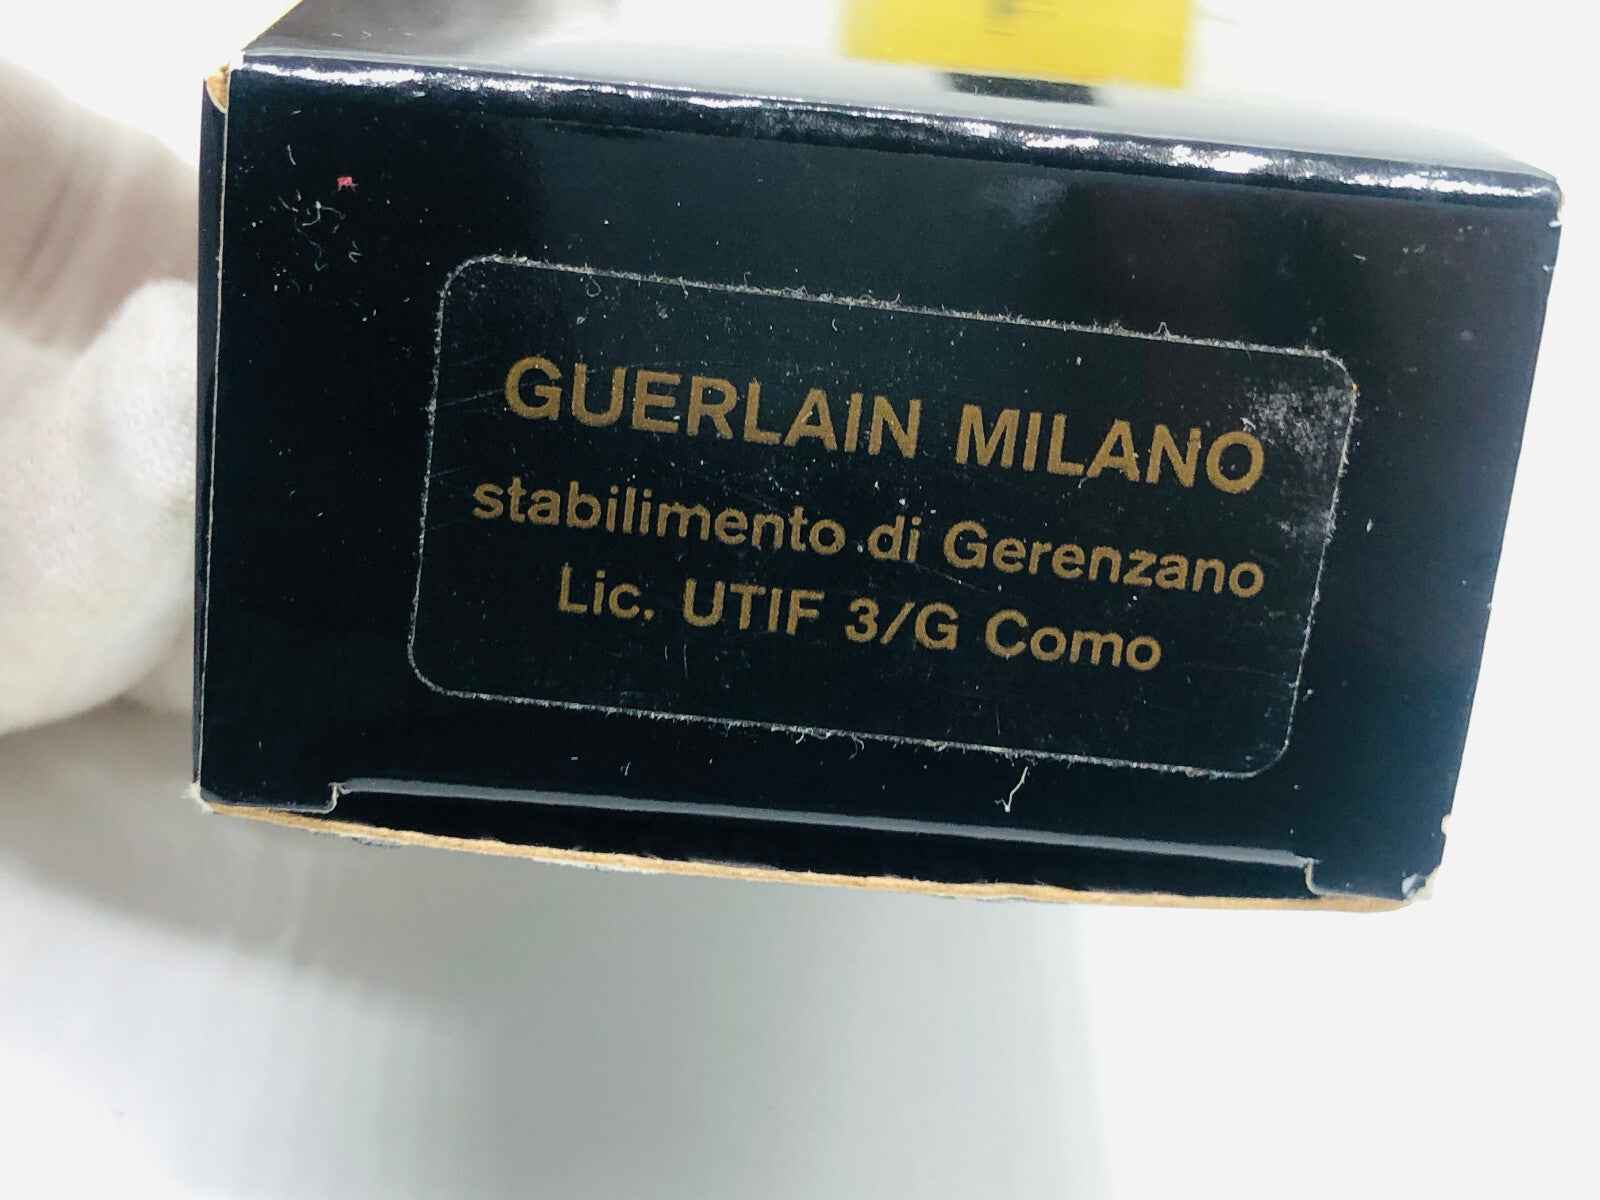 GUERLAIN MILANO
stabilimento di Gerenzano
Lic. UTIF 3/G Como